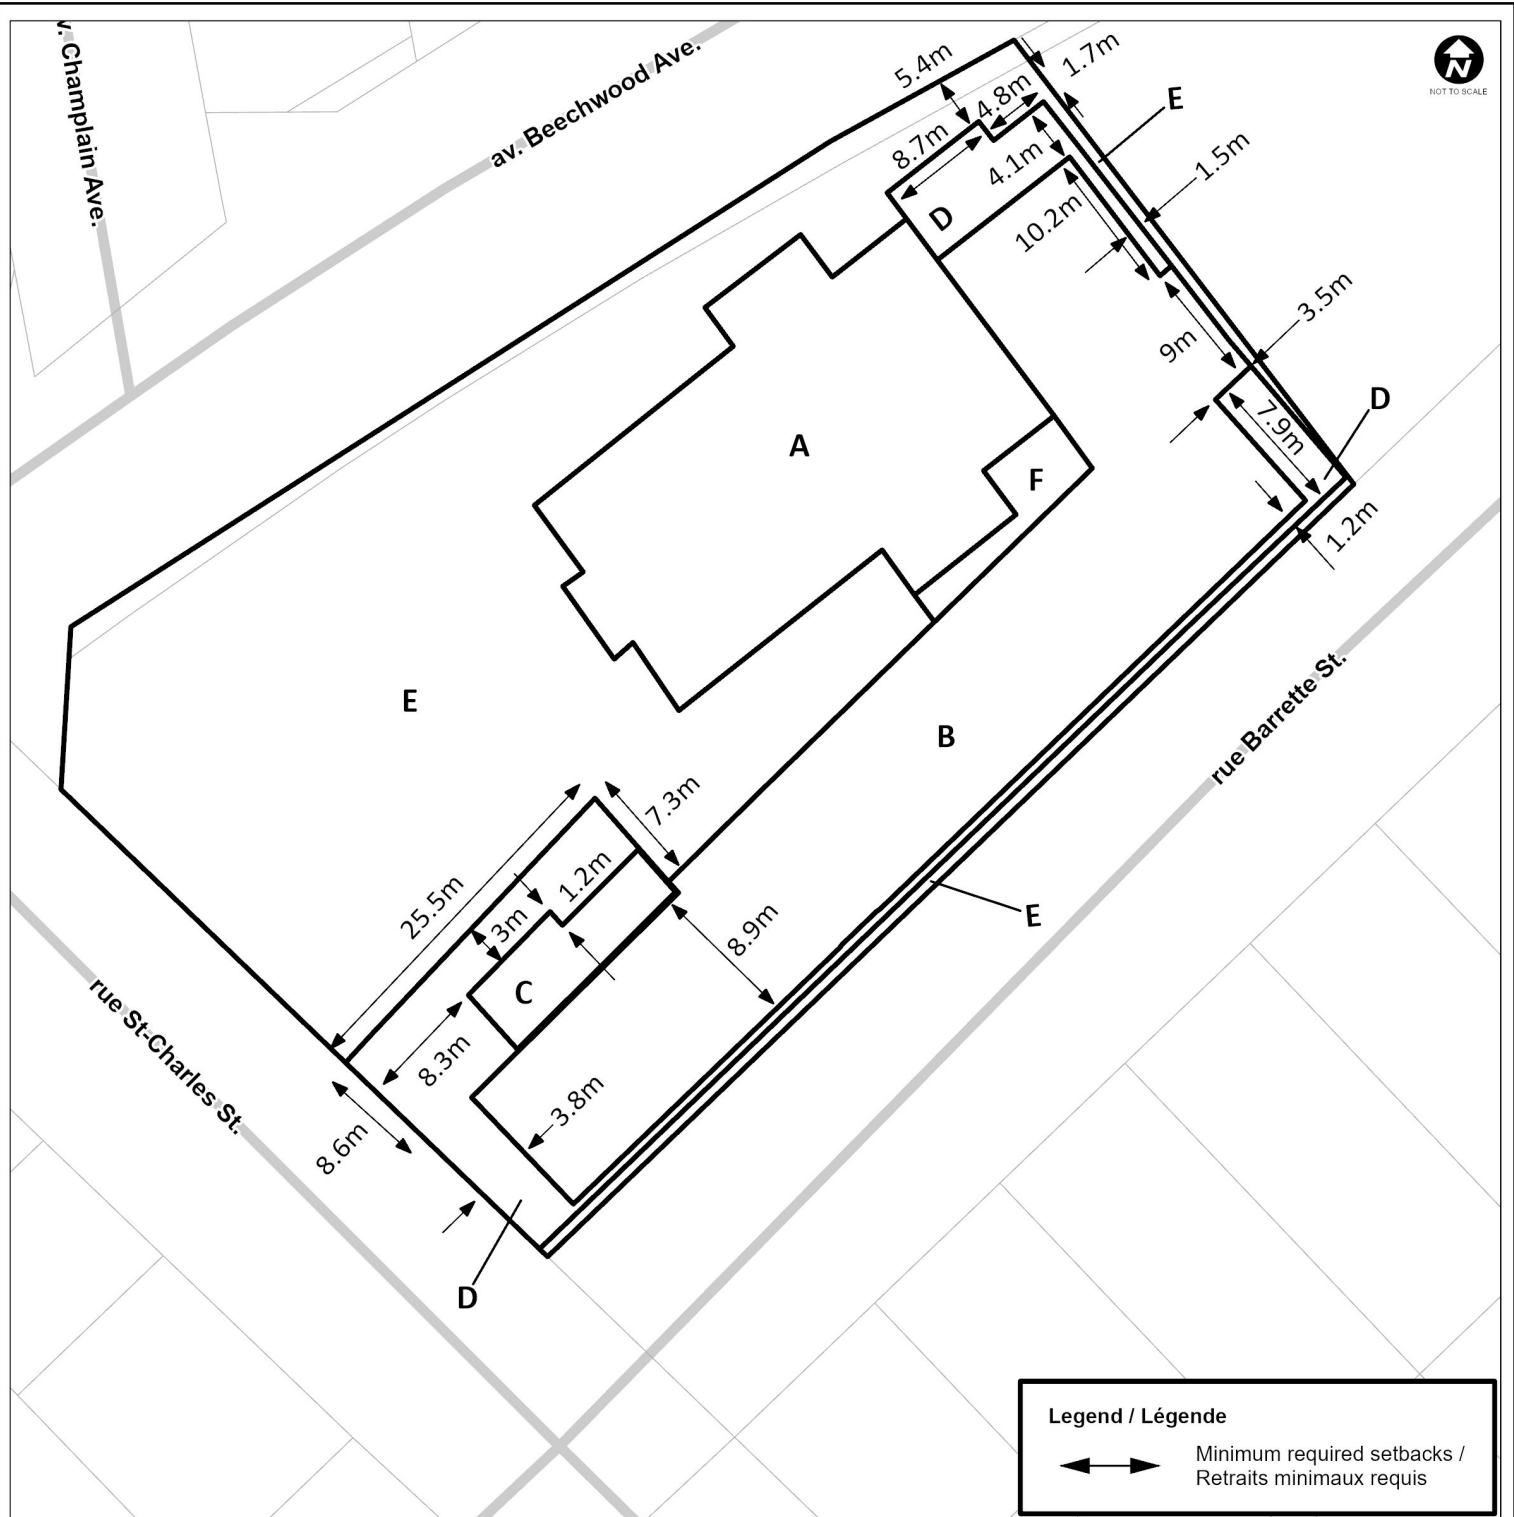 v. Champlain Ave.
av. Beechwood Ave.
N
NOT TO SCALE
5.4m
1.7m
4.8m
E
8.7m
4.1m
1.5m
D
10.2m
3.5m
9m
D
7.9m
A
F
1.2m
E
B
rue Barrette St.
7.3m
1.2m
25.5m
3m
8.9m
E
C
rue St-Charles St.
8.3m
3.8m
8.6m
D
Legend / Légende
Minimum required setbacks /
Retraits minimaux requis